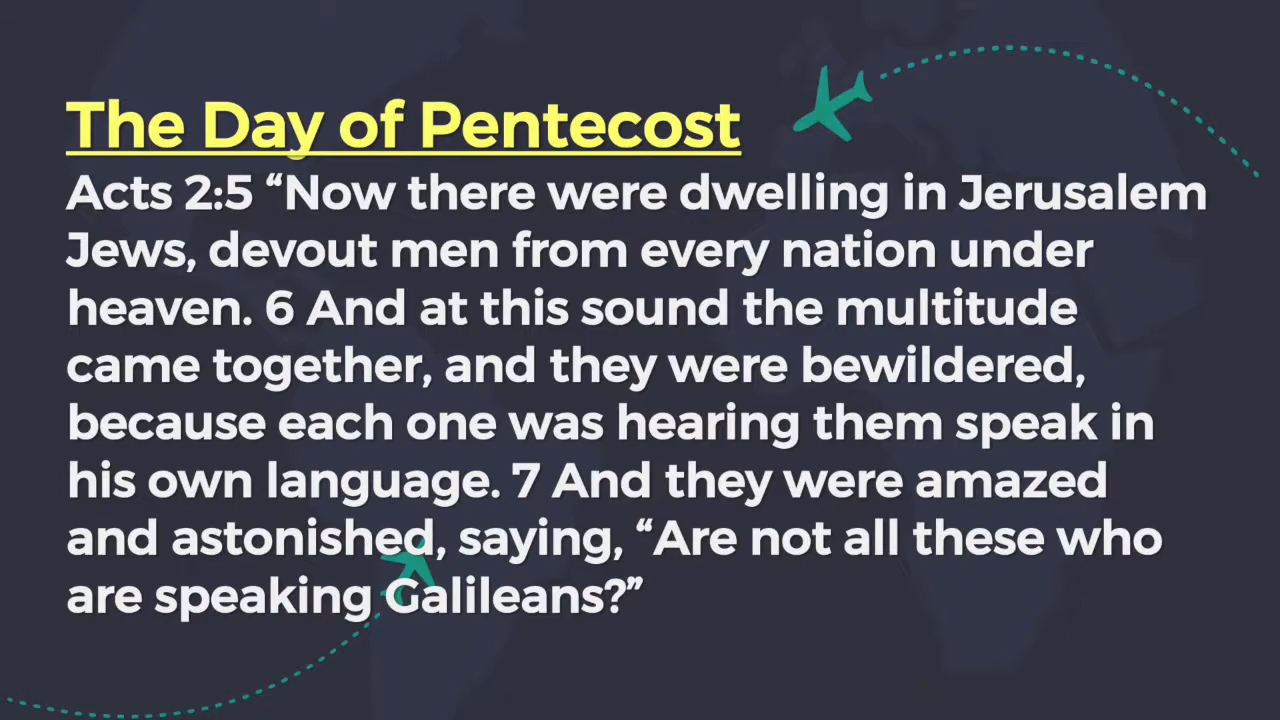 The Day of Pentecost
Acts 2:5 “Now there were dwelling in Jerusalem
Jews, devout men from every nation under
heaven. 6 And at this sound the multitude
came together, and they were bewildered,
because each one was hearing them speak in
his own language. 7 And they were amazed
and astonished, saying, “Are not all these who
are speaking Galileans?”